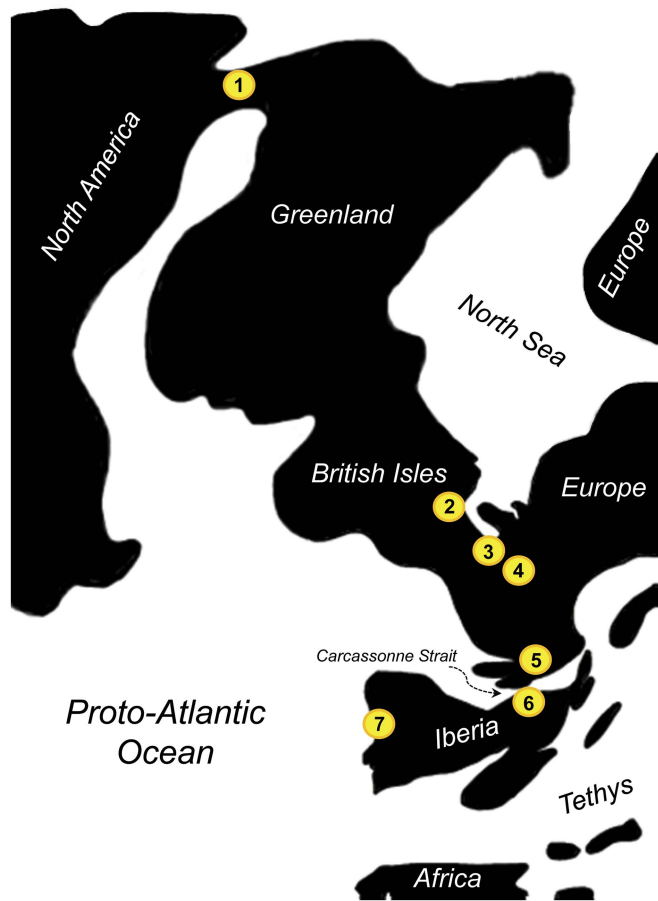 1
North America
Greenland
Europe
North Sea
British Isles
Europe
2
3
4
Carcassonne Strait
5
6
7
Iberia
Proto-Atlantic
Ocean
Tethys
Africa